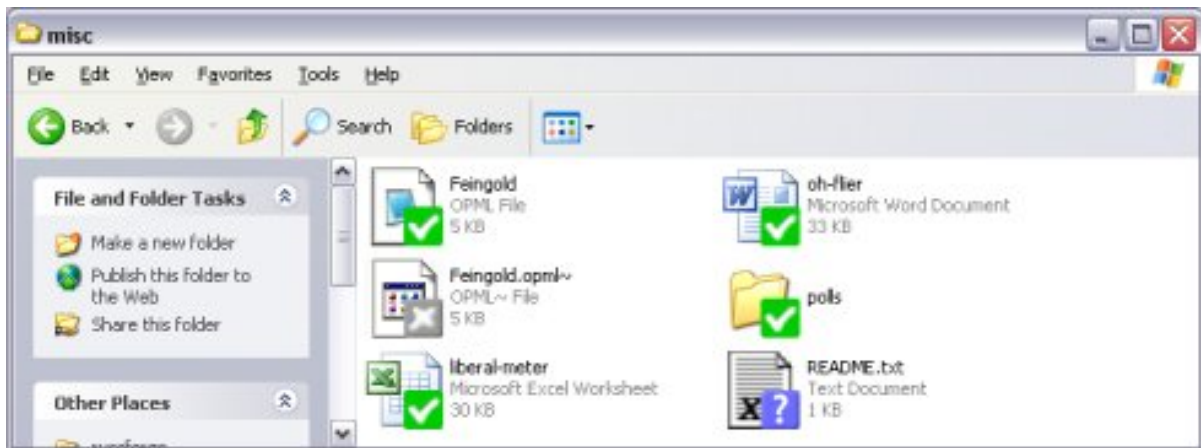 misc
File Edit View Favorites Tools Help
Back Search Folders
File and Folder Tasks
Make a new folder
Publish this folder to
the Web
Share this folder
Other Places
Feingold
OPML File
5 KB
oh-flier
Microsoft Word Document
33 KB
Feingold.opml~
OPML~ File
5 KB
polls
liberal-meter
Microsoft Excel Worksheet
30 KB
README.txt
Text Document
1 KB